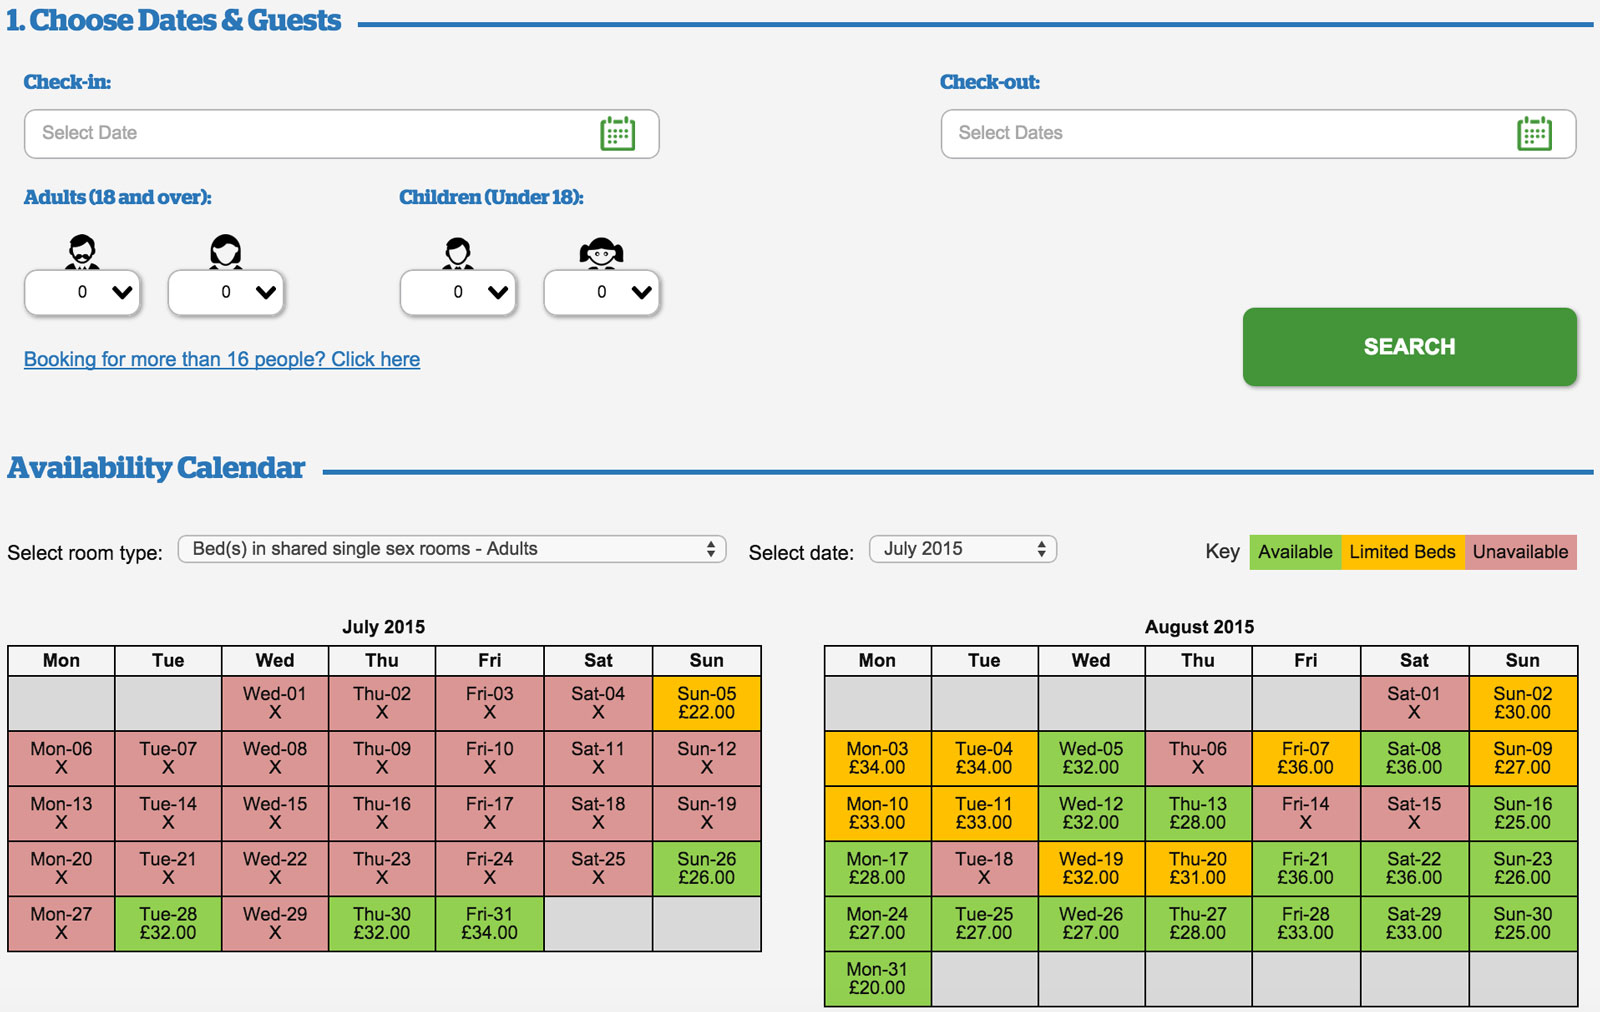 1. Choose Dates & Guests
Check-in:
Check-out:
Select Date
Select Dates
Adults (18 and over):
Children (Under 18):
0
0
0
0
Booking for more than 16 people? Click here
SEARCH
Availability Calendar
Select room type: Bed(s) in shared single sex rooms - Adults
Select date: July 2015
Key Available Limited Beds Unavailable
July 2015
Mon Tue Wed Thu Fri Sat Sun
Wed-01 Thu-02 Fri-03 Sat-04 Sun-05
X X X X £22.00
Mon-06 Tue-07 Wed-08 Thu-09 Fri-10 Sat-11 Sun-12
X X X X X X X
Mon-13 Tue-14 Wed-15 Thu-16 Fri-17 Sat-18 Sun-19
X X X X X X X
Mon-20 Tue-21 Wed-22 Thu-23 Fri-24 Sat-25 Sun-26
X X X X X X £26.00
Mon-27 Tue-28 Wed-29 Thu-30 Fri-31
X £32.00 X £32.00 £34.00
August 2015
Mon Tue Wed Thu Fri Sat Sun
Sat-01 Sun-02
X £30.00
Mon-03 Tue-04 Wed-05 Thu-06 Fri-07 Sat-08 Sun-09
£34.00 £34.00 £32.00 X £36.00 £36.00 £27.00
Mon-10 Tue-11 Wed-12 Thu-13 Fri-14 Sat-15 Sun-16
£33.00 £33.00 £32.00 £28.00 X X £25.00
Mon-17 Tue-18 Wed-19 Thu-20 Fri-21 Sat-22 Sun-23
£28.00 X £32.00 £31.00 £36.00 £36.00 £26.00
Mon-24 Tue-25 Wed-26 Thu-27 Fri-28 Sat-29 Sun-30
£27.00 £27.00 £27.00 £28.00 £33.00 £33.00 £25.00
Mon-31
£20.00